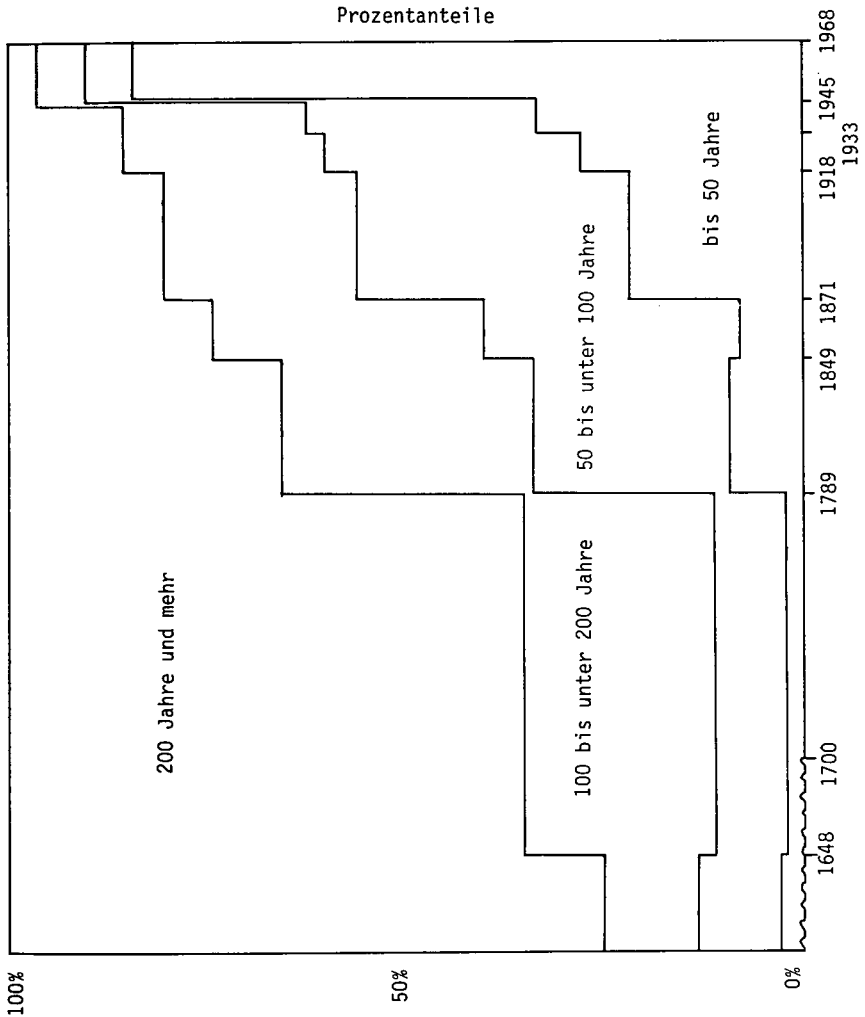 Prozentanteile
100%
50%
0%
200 Jahre und mehr
100 bis unter 200 Jahre
50 bis unter 100 Jahre
bis 50 Jahre
1648
1700
1789
1849
1871
1918
1933
1945
1968